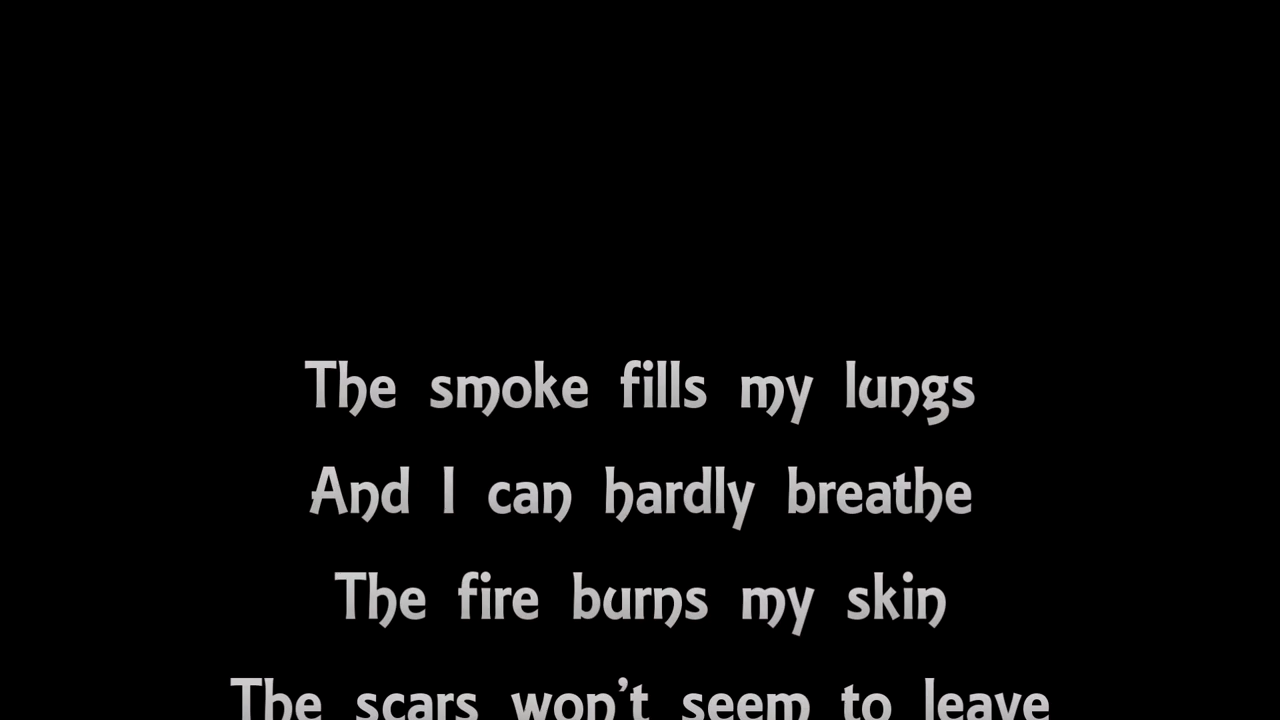 The smoke fills my lungs
And I can hardly breathe
The fire burns my skin
The scars won't seem to leave